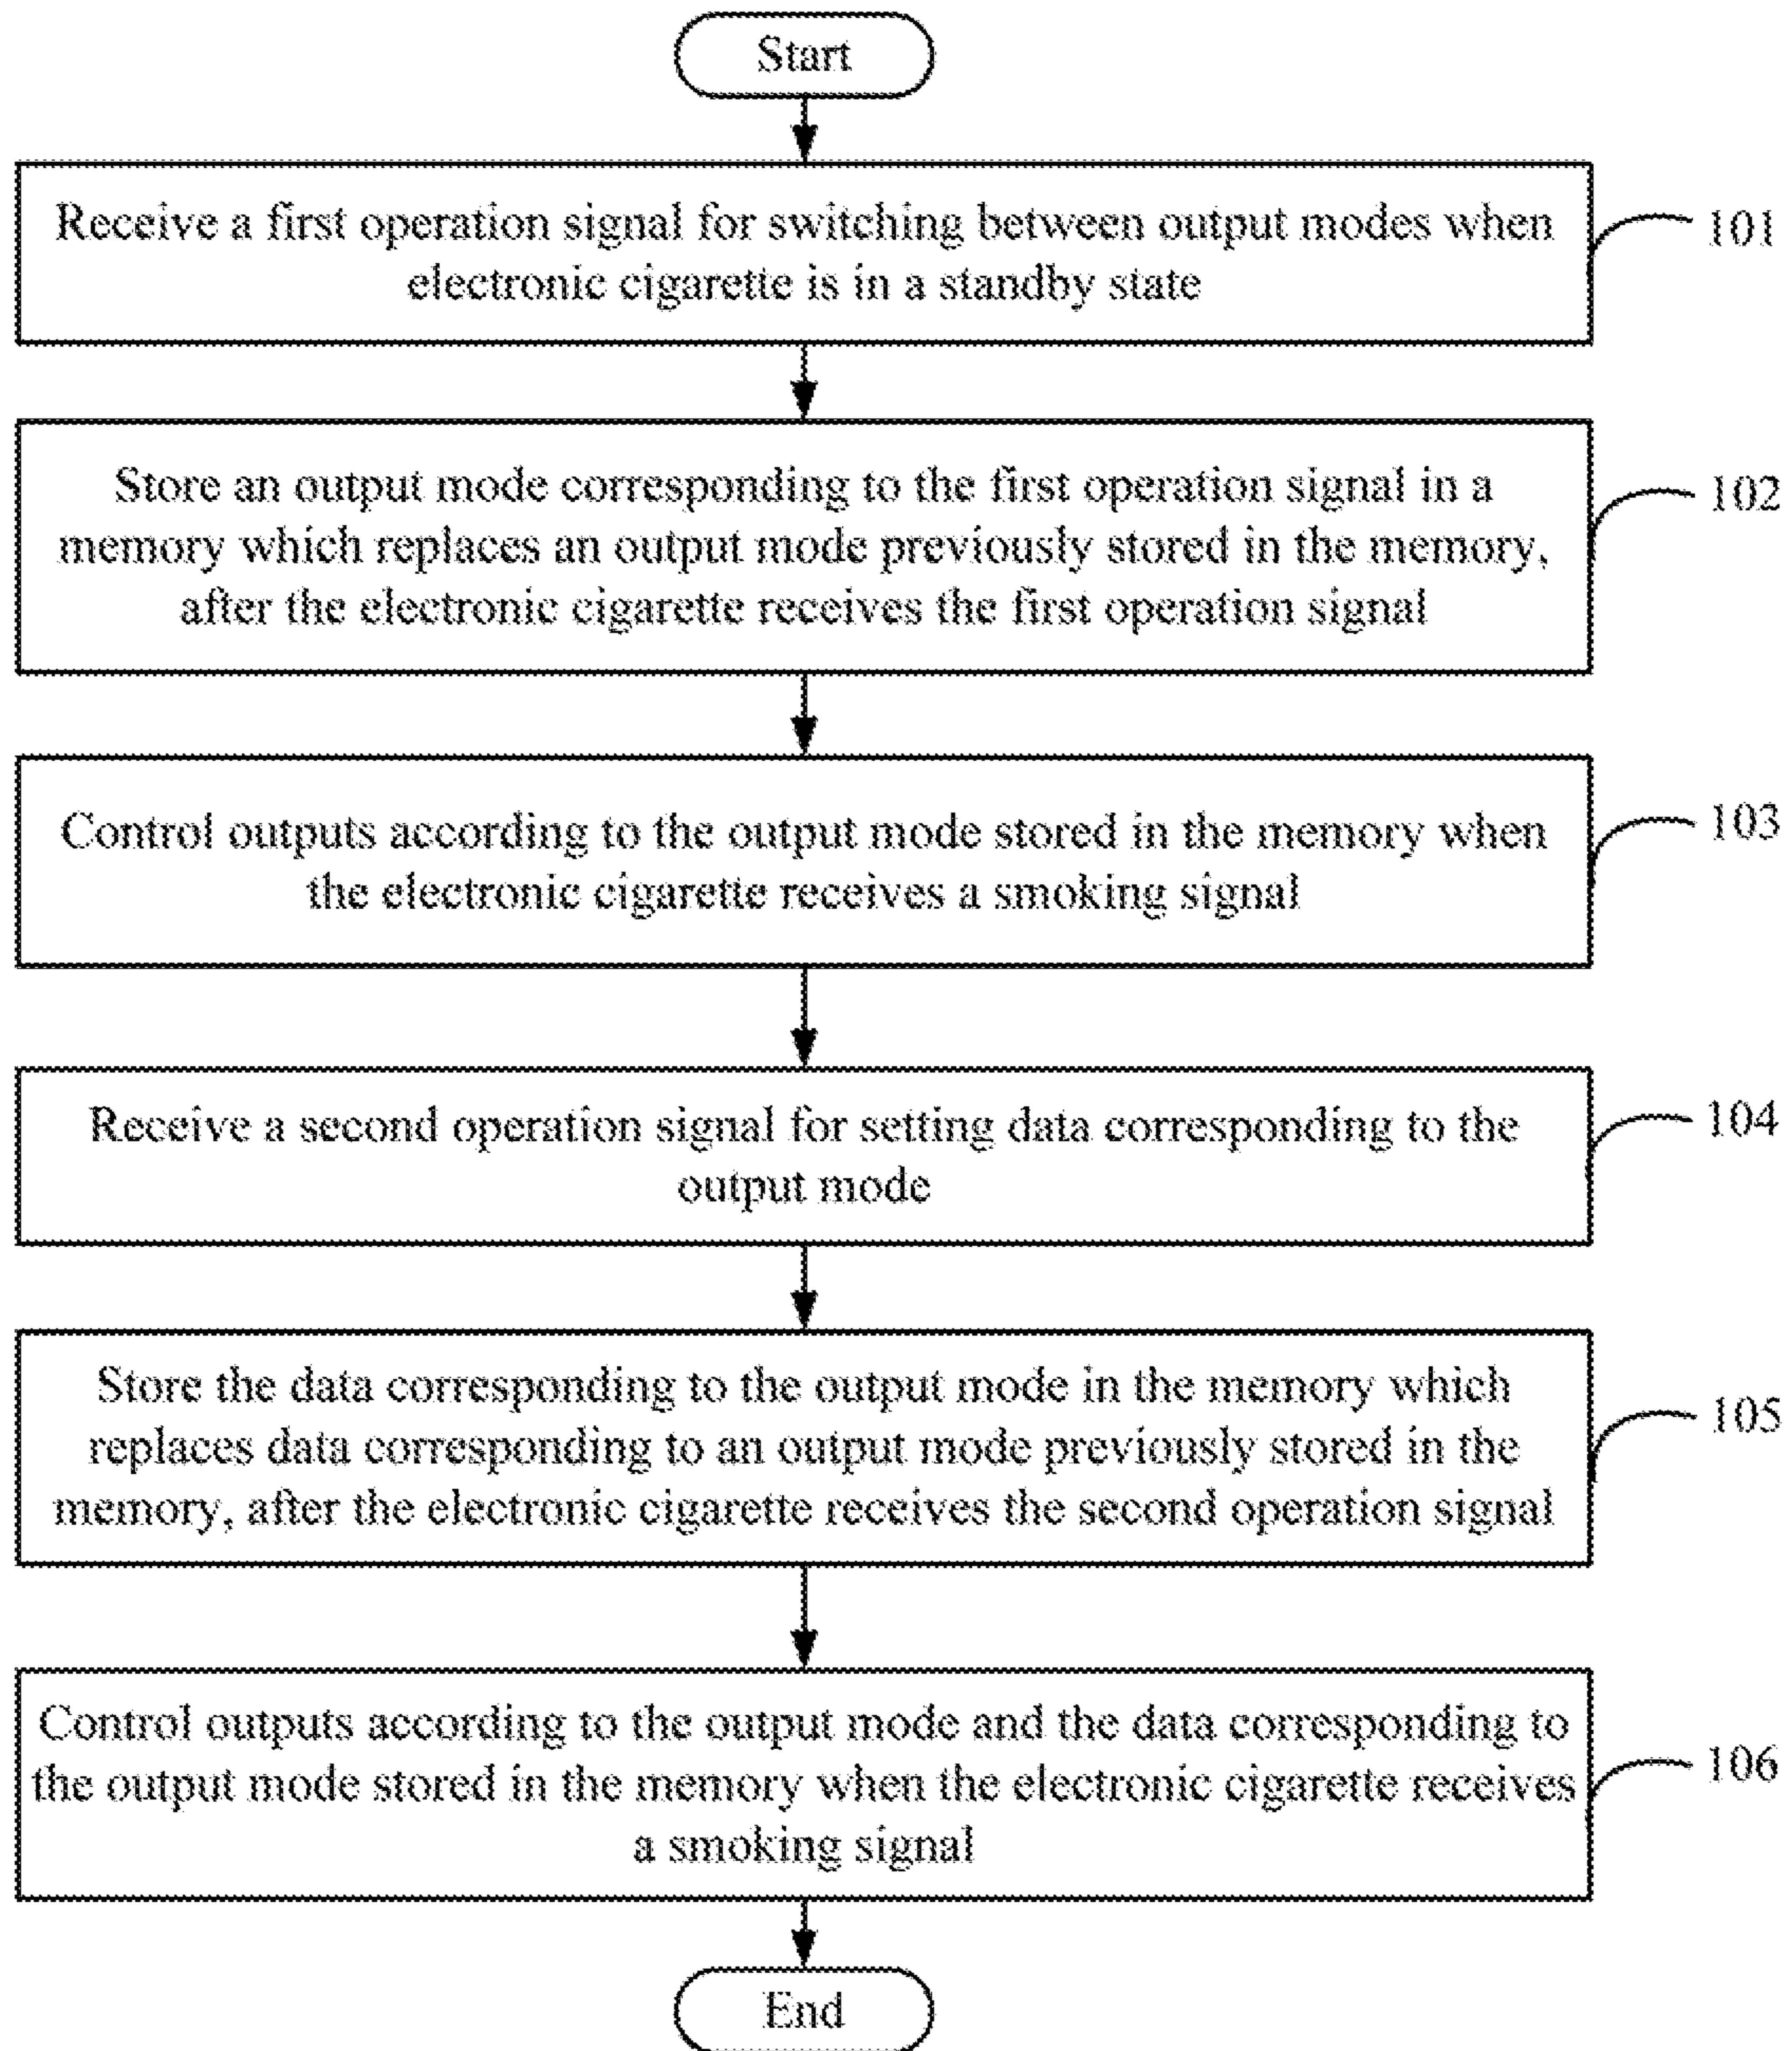 Start
Receive a first operation signal for switching between output modes when
electronic cigarette is in a standby state
101
Store an output mode corresponding to the first operation signal in a
memory which replaces an output mode previously stored in the memory,
after the electronic cigarette receives the first operation signal
102
Control outputs according to the output mode stored in the memory when
the electronic cigarette receives a smoking signal
103
Receive a second operation signal for setting data corresponding to the
output mode
104
Store the data corresponding to the output mode in the memory which
replaces data corresponding to an output mode previously stored in the
memory, after the electronic cigarette receives the second operation signal
105
Control outputs according to the output mode and the data corresponding to
the output mode stored in the memory when the electronic cigarette receives
a smoking signal
106
End